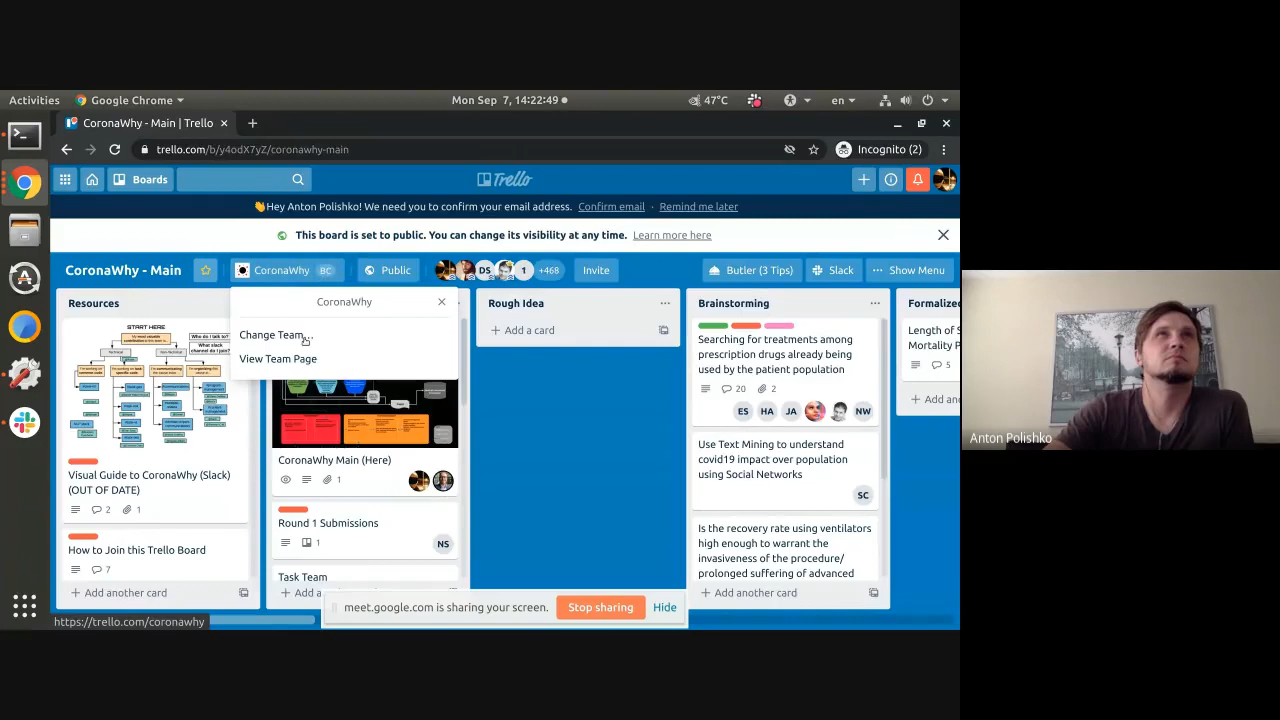 Activities
Google Chrome
Mon Sep 7, 14:22:49
47°C
en
CoronaWhy - Main | Trello
trello.com/b/y4odX7yZ/coronawhy-main
Incognito (2)
Boards
Trello
👋Hey Anton Polishko! We need you to confirm your email address. Confirm email · Remind me later
This board is set to public. You can change its visibility at any time. Learn more here
CoronaWhy - Main
CoronaWhy BC
Public
DS
1
+468
Invite
Butler (3 Tips)
Slack
Show Menu
CoronaWhy
Change Team...
View Team Page
Resources
START HERE
Visual Guide to CoronaWhy (Slack)
(OUT OF DATE)
2
1
How to Join this Trello Board
7
Add another card
CoronaWhy Main (Here)
1
Round 1 Submissions
1
NS
Task Team
Add a
Rough Idea
Add a card
Brainstorming
Searching for treatments among
prescription drugs already being
used by the patient population
20
2
ES HA JA NW
Use Text Mining to understand
covid19 impact over population
using Social Networks
SC
Is the recovery rate using ventilators
high enough to warrant the
invasiveness of the procedure/
prolonged suffering of advanced
Add another card
Formalized
Length of S
Mortality P
5
Add an
meet.google.com is sharing your screen.
Stop sharing
Hide
https://trello.com/coronawhy
Anton Polishko